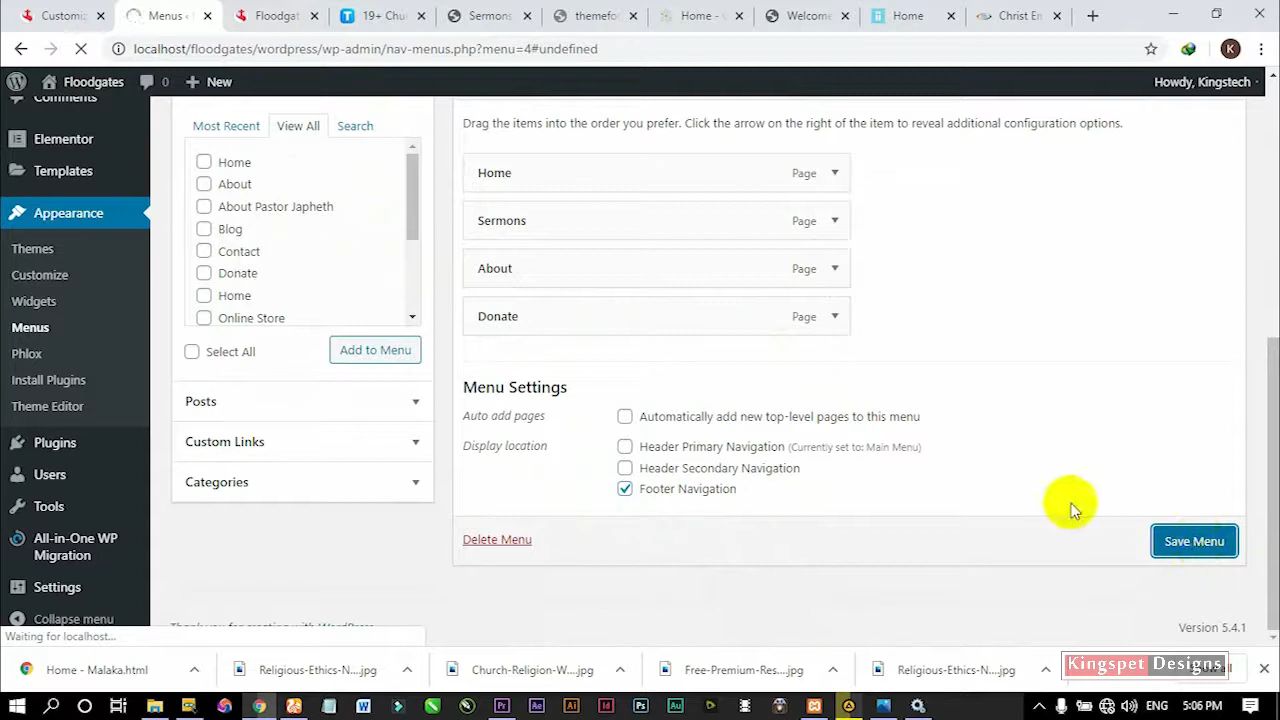 Customiz
Menus
Floodgat
19+ Chu
Sermons
themefo
Home -
Welcom
Home
Christ En
localhost/floodgates/wordpress/wp-admin/nav-menus.php?menu=4#undefined
K
Floodgates
0
New
Howdy, Kingstech
Comments
Elementor
Templates
Appearance
Themes
Customize
Widgets
Menus
Phlox
Install Plugins
Theme Editor
Plugins
Users
Tools
All-in-One WP
Migration
Settings
Collapse menu
Most Recent
View All
Search
Home
About
About Pastor Japheth
Blog
Contact
Donate
Home
Online Store
Select All
Add to Menu
Posts
Custom Links
Categories
Drag the items into the order you prefer. Click the arrow on the right of the item to reveal additional configuration options.
Home Page
Sermons Page
About Page
Donate Page
Menu Settings
Auto add pages
Automatically add new top-level pages to this menu
Display location
Header Primary Navigation (Currently set to: Main Menu)
Header Secondary Navigation
Footer Navigation
Delete Menu
Save Menu
Thank you for creating with WordPress
Version 5.4.1
Waiting for localhost...
Home - Malaka.html
Religious-Ethics-N....jpg
Church-Religion-W....jpg
Free-Premium-Res....jpg
Religious-Ethics-N....jpg
Kingspet Designs
ENG
5:06 PM